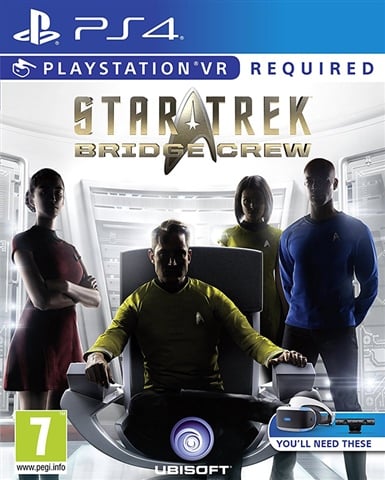 PS4
PLAYSTATION®VR REQUIRED
STAR TREK
BRIDGE CREW
7
www.pegi.info
UBISOFT
YOU'LL NEED THESE